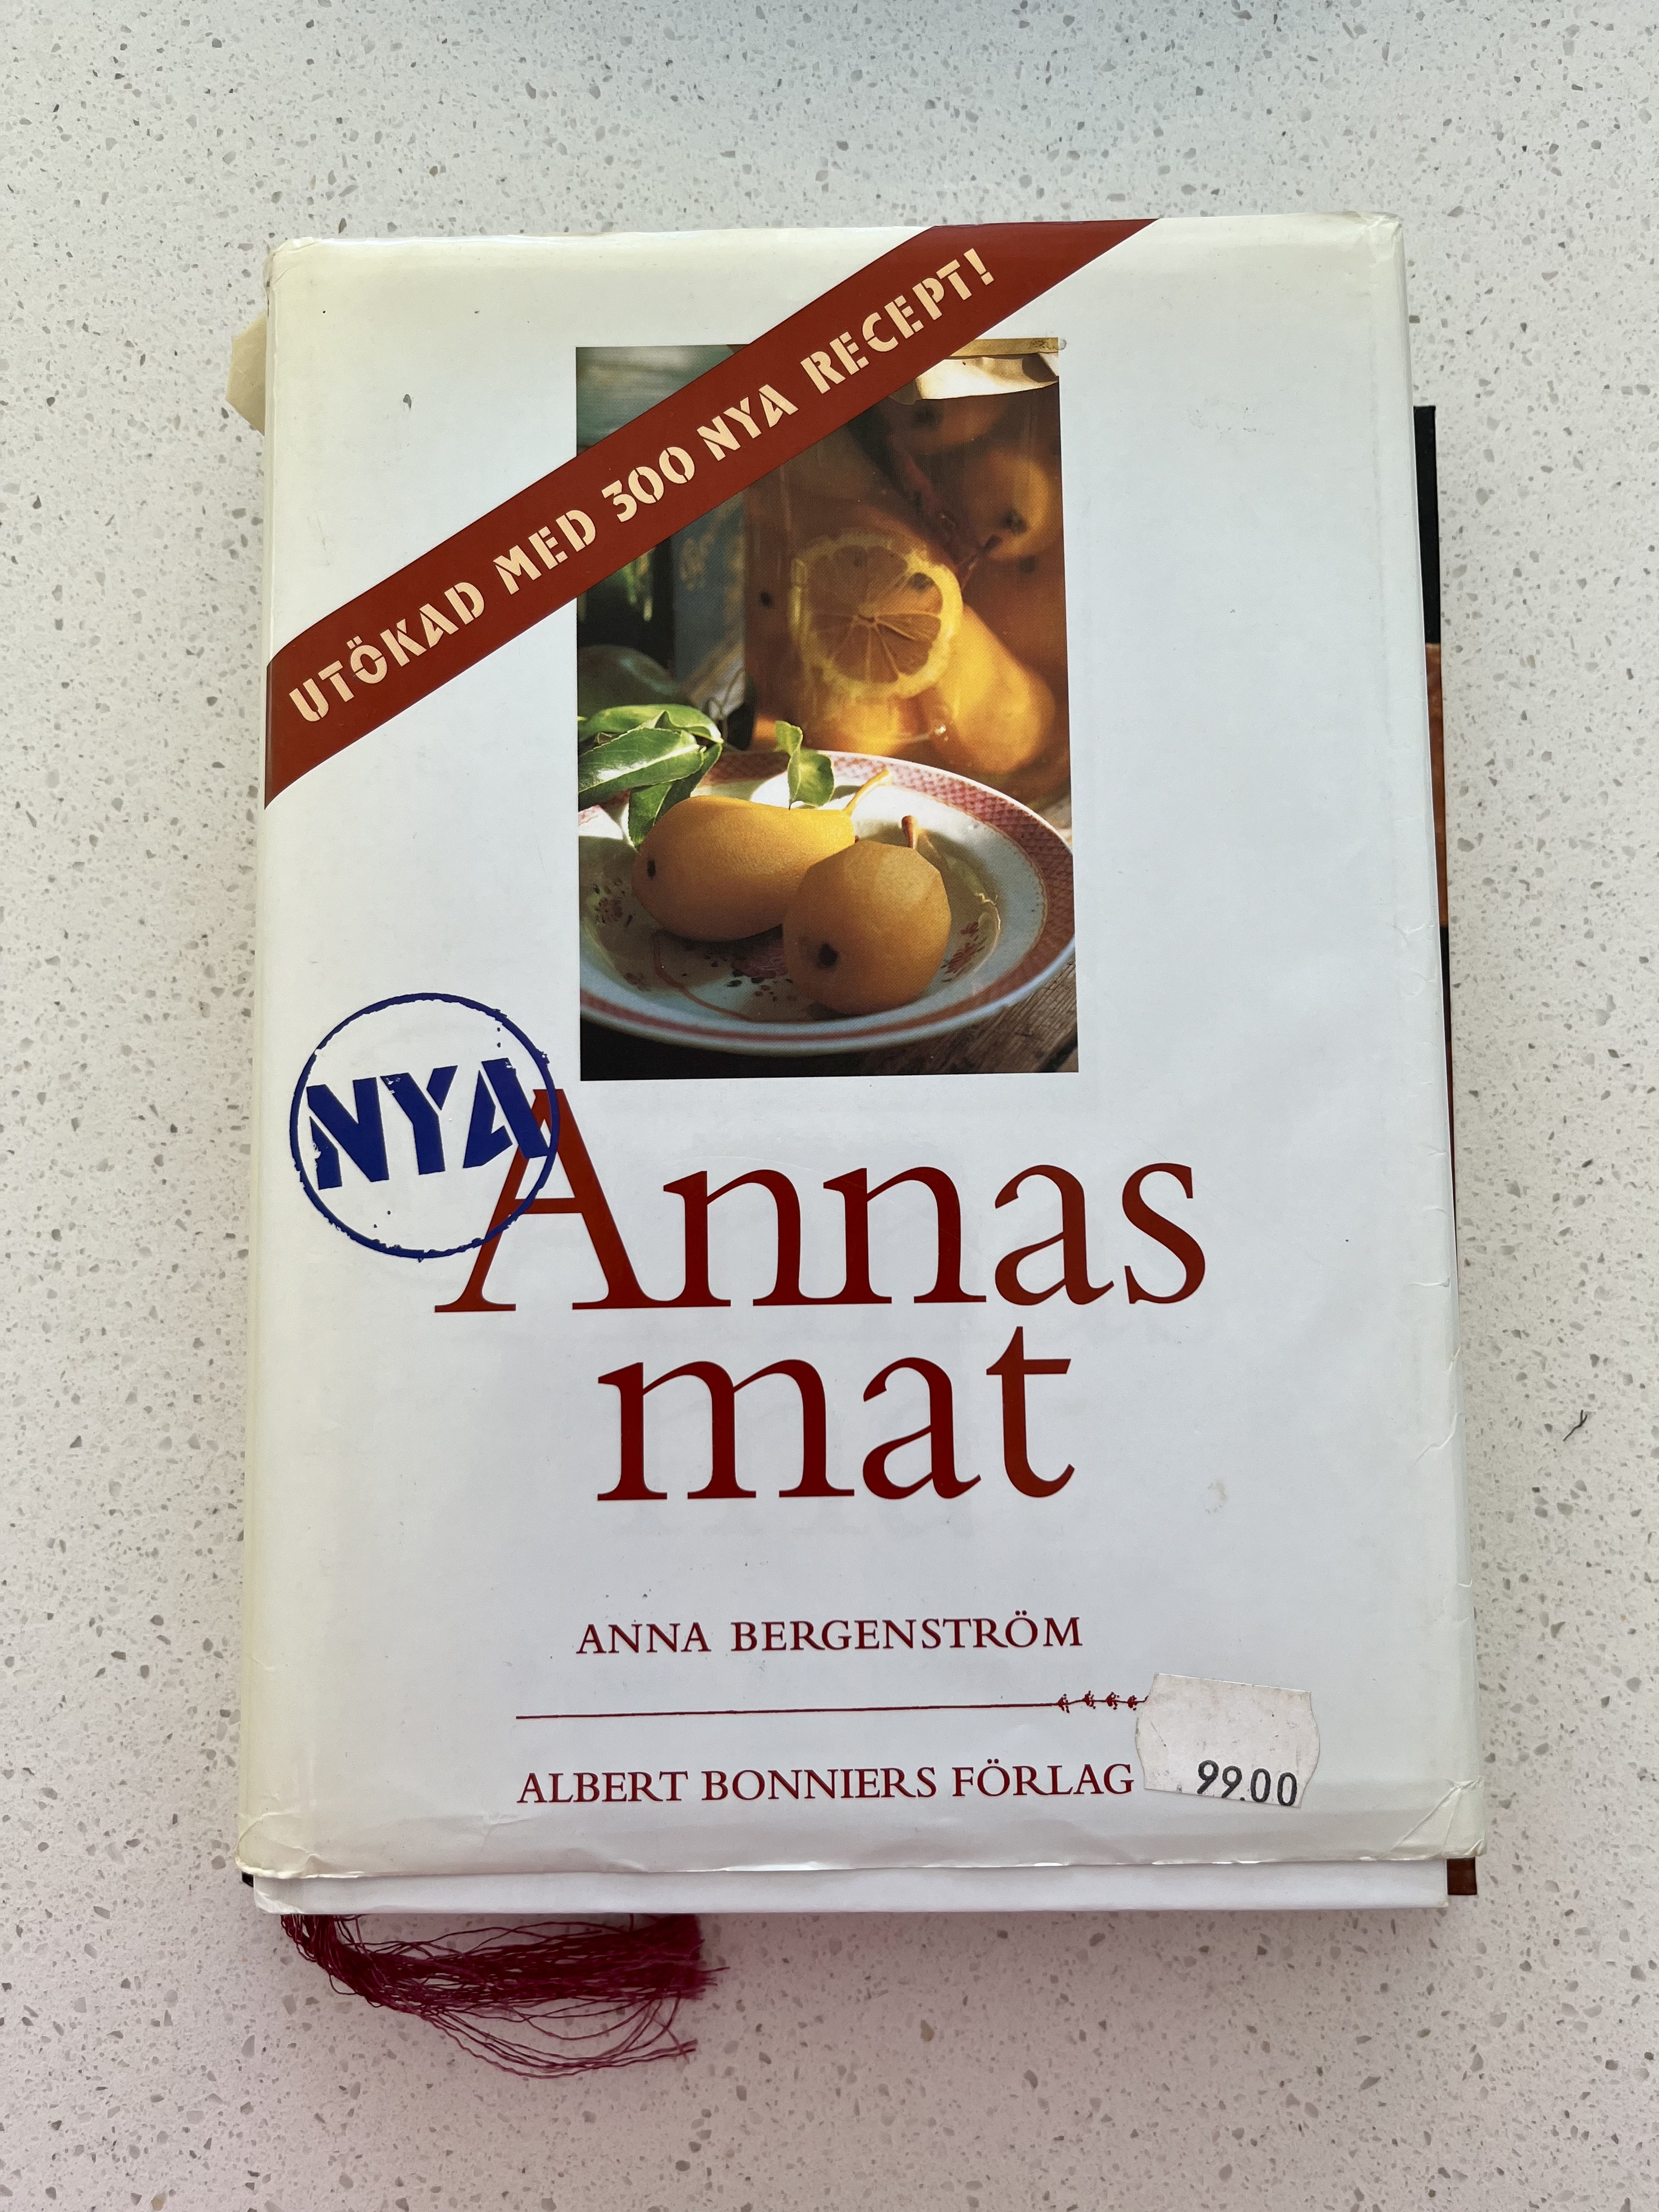 UTÖKAD MED 300 NYA RECEPT!
NYA
Annas
mat
ANNA BERGENSTRÖM
ALBERT BONNIERS FÖRLAG
99.00